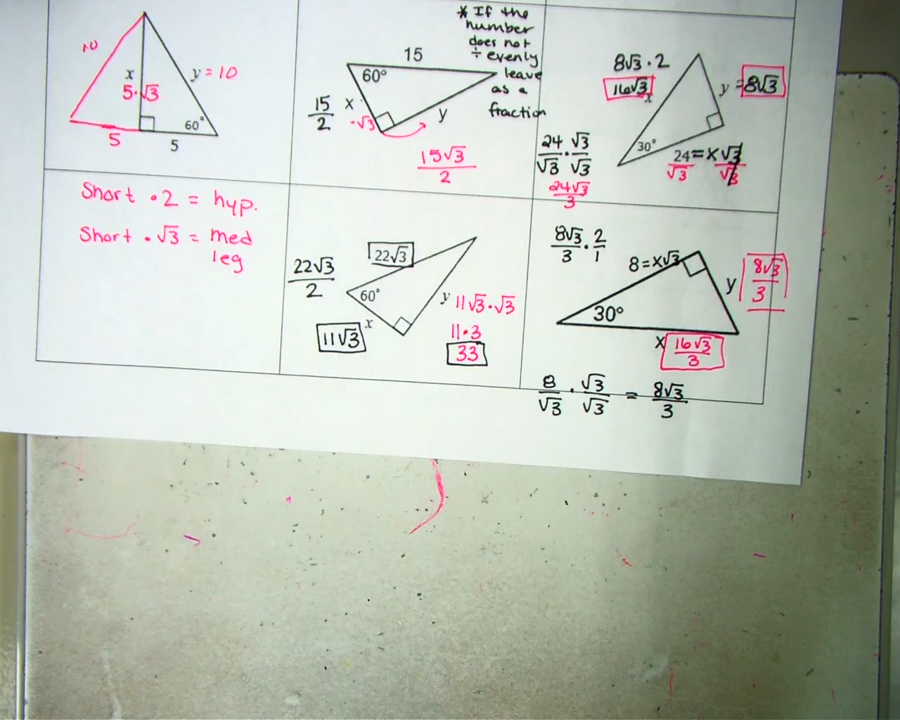 10
x
5·√3
y = 10
60°
5
5
* If the
number
does not
÷ evenly
leave
as a
fraction
15
60°
15/2
x
·√3
y
15√3/2
8√3 · 2
16√3
x
y = 8√3
30°
24 = x√3
√3 √3
24/√3 · √3/√3
24√3/3
Short · 2 = hyp.
Short · √3 = med
leg
22√3/2
22√3
60°
x
11√3
y 11√3·√3
11·3
33
8√3/3 · 2/1
8=x√3
y 8√3/3
30°
x 16√3/3
8/√3 · √3/√3 = 8√3/3